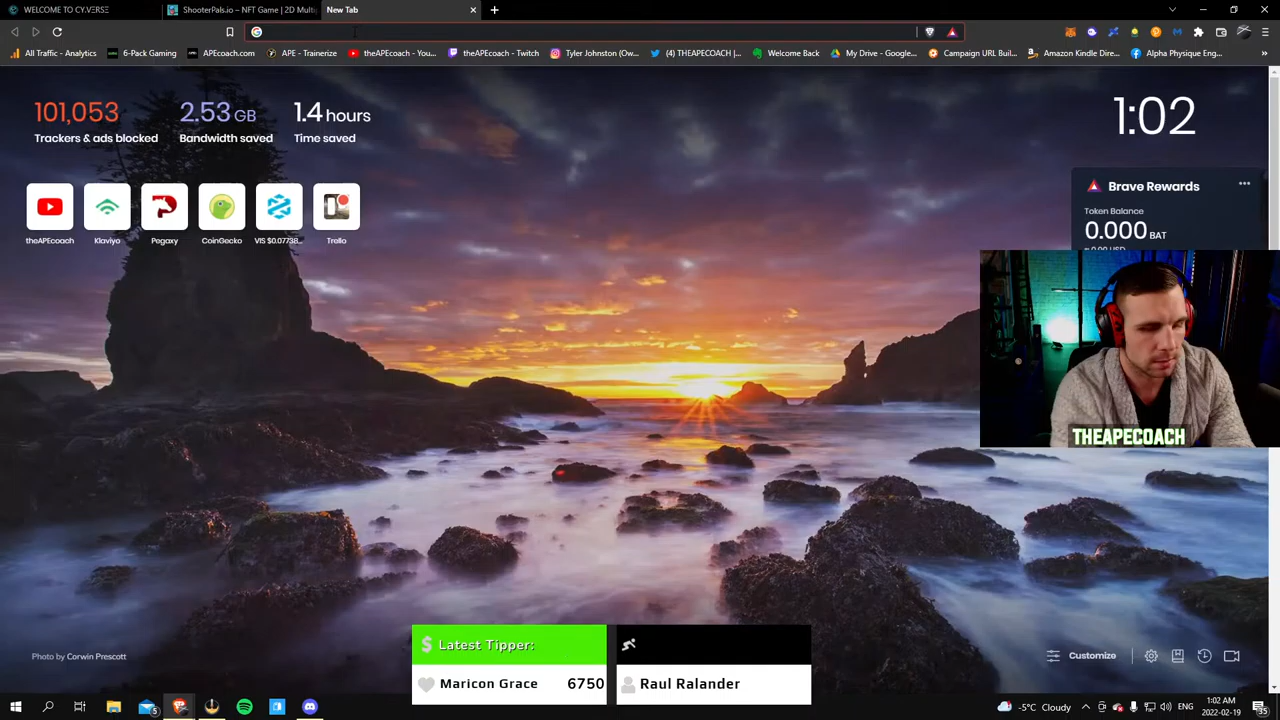 WELCOME TO CY.VERSE
ShooterPals.io – NFT Game | 2D Mult
New Tab
All Traffic - Analytics
6-Pack Gaming
APEcoach.com
APE - Trainerize
theAPEcoach - You...
theAPEcoach - Twitch
Tyler Johnston (Ow...
(4) THEAPECOACH (...
Welcome Back
My Drive - Google...
Campaign URL Build...
Amazon Kindle Dire...
Alpha Physique Eng...
101,053
Trackers & ads blocked
2.53 GB
Bandwidth saved
1.4 hours
Time saved
1:02
Brave Rewards
Token Balance
0.000 BAT
theAPEcoach
Klaviyo
Pegaxy
CoinGecko
VIS $0.07738...
Trello
THEAPECOACH
$ Latest Tipper:
Maricon Grace 6750
Raul Ralander
Photo by Corwin Prescott
Customize
5
-5°C Cloudy
ENG
1:02 AM
2022-02-19
35